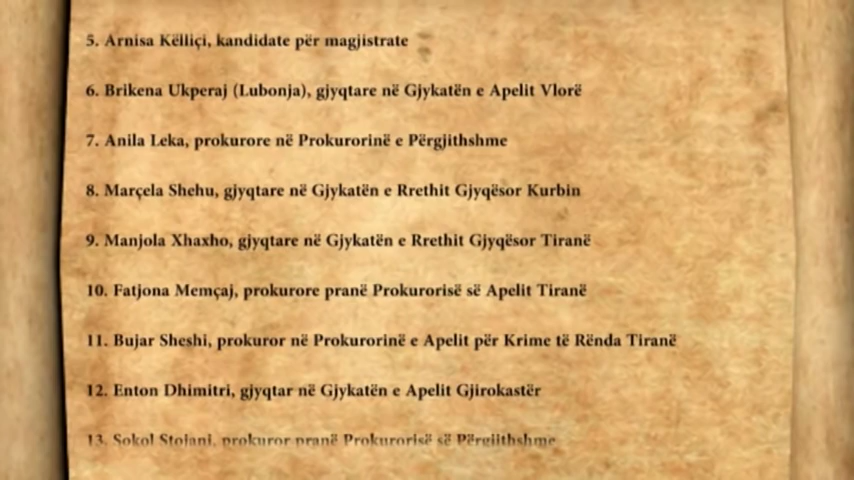 5. Arnisa Këlliçi, kandidate për magjistrate
6. Brikena Ukperaj (Lubonja), gjyqtare në Gjykatën e Apelit Vlorë
7. Anila Leka, prokurore në Prokurorinë e Përgjithshme
8. Marçela Shehu, gjyqtare në Gjykatën e Rrethit Gjyqësor Kurbin
9. Manjola Xhaxho, gjyqtare në Gjykatën e Rrethit Gjyqësor Tiranë
10. Fatjona Memçaj, prokurore pranë Prokurorisë së Apelit Tiranë
11. Bujar Sheshi, prokuror në Prokurorinë e Apelit për Krime të Rënda Tiranë
12. Enton Dhimitri, gjyqtar në Gjykatën e Apelit Gjirokastër
13. Sokol Stojani, prokuror pranë Prokurorisë së Përgjithshme